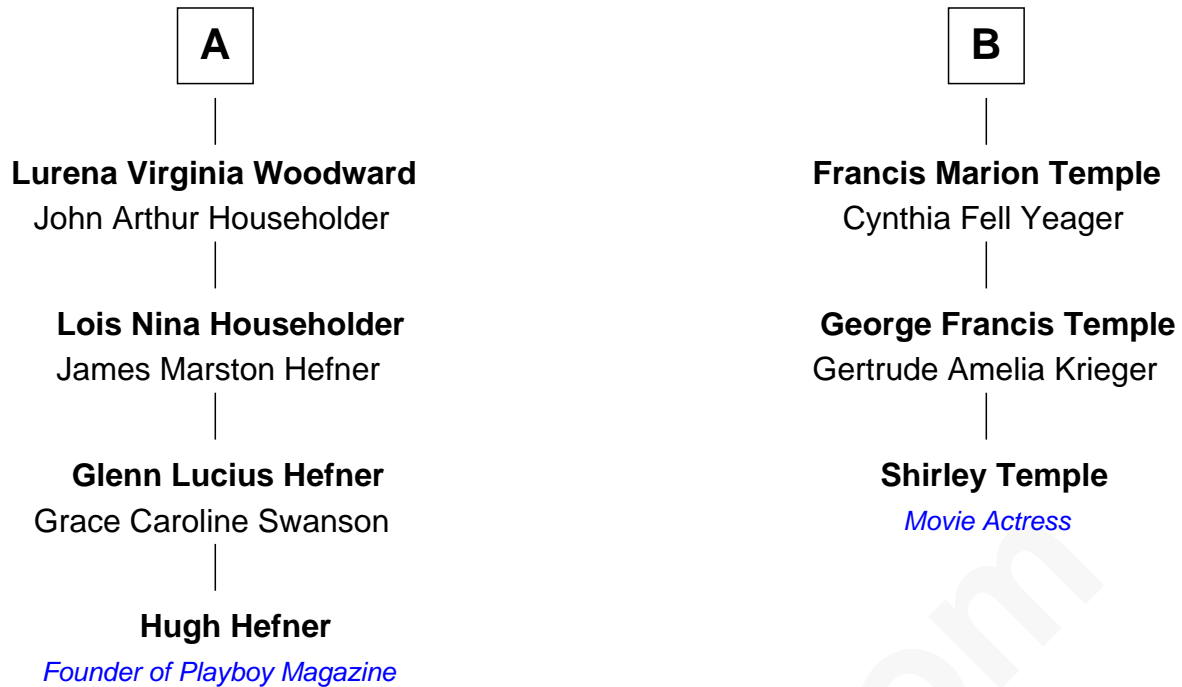 A
Lurena Virginia Woodward
John Arthur Householder
Lois Nina Householder
James Marston Hefner
Glenn Lucius Hefner
Grace Caroline Swanson
Hugh Hefner
Founder of Playboy Magazine
B
Francis Marion Temple
Cynthia Fell Yeager
George Francis Temple
Gertrude Amelia Krieger
Shirley Temple
Movie Actress
om